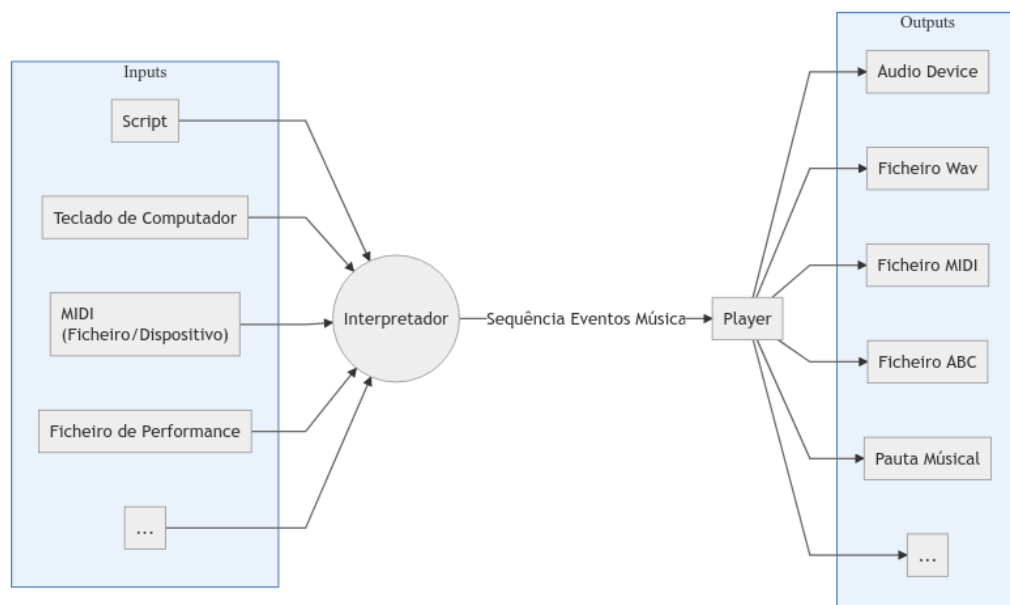 Inputs
Script
Teclado de Computador
MIDI
(Ficheiro/Dispositivo)
Ficheiro de Performance
...
Interpretador
Sequência Eventos Música
Player
Outputs
Audio Device
Ficheiro Wav
Ficheiro MIDI
Ficheiro ABC
Pauta Músical
...